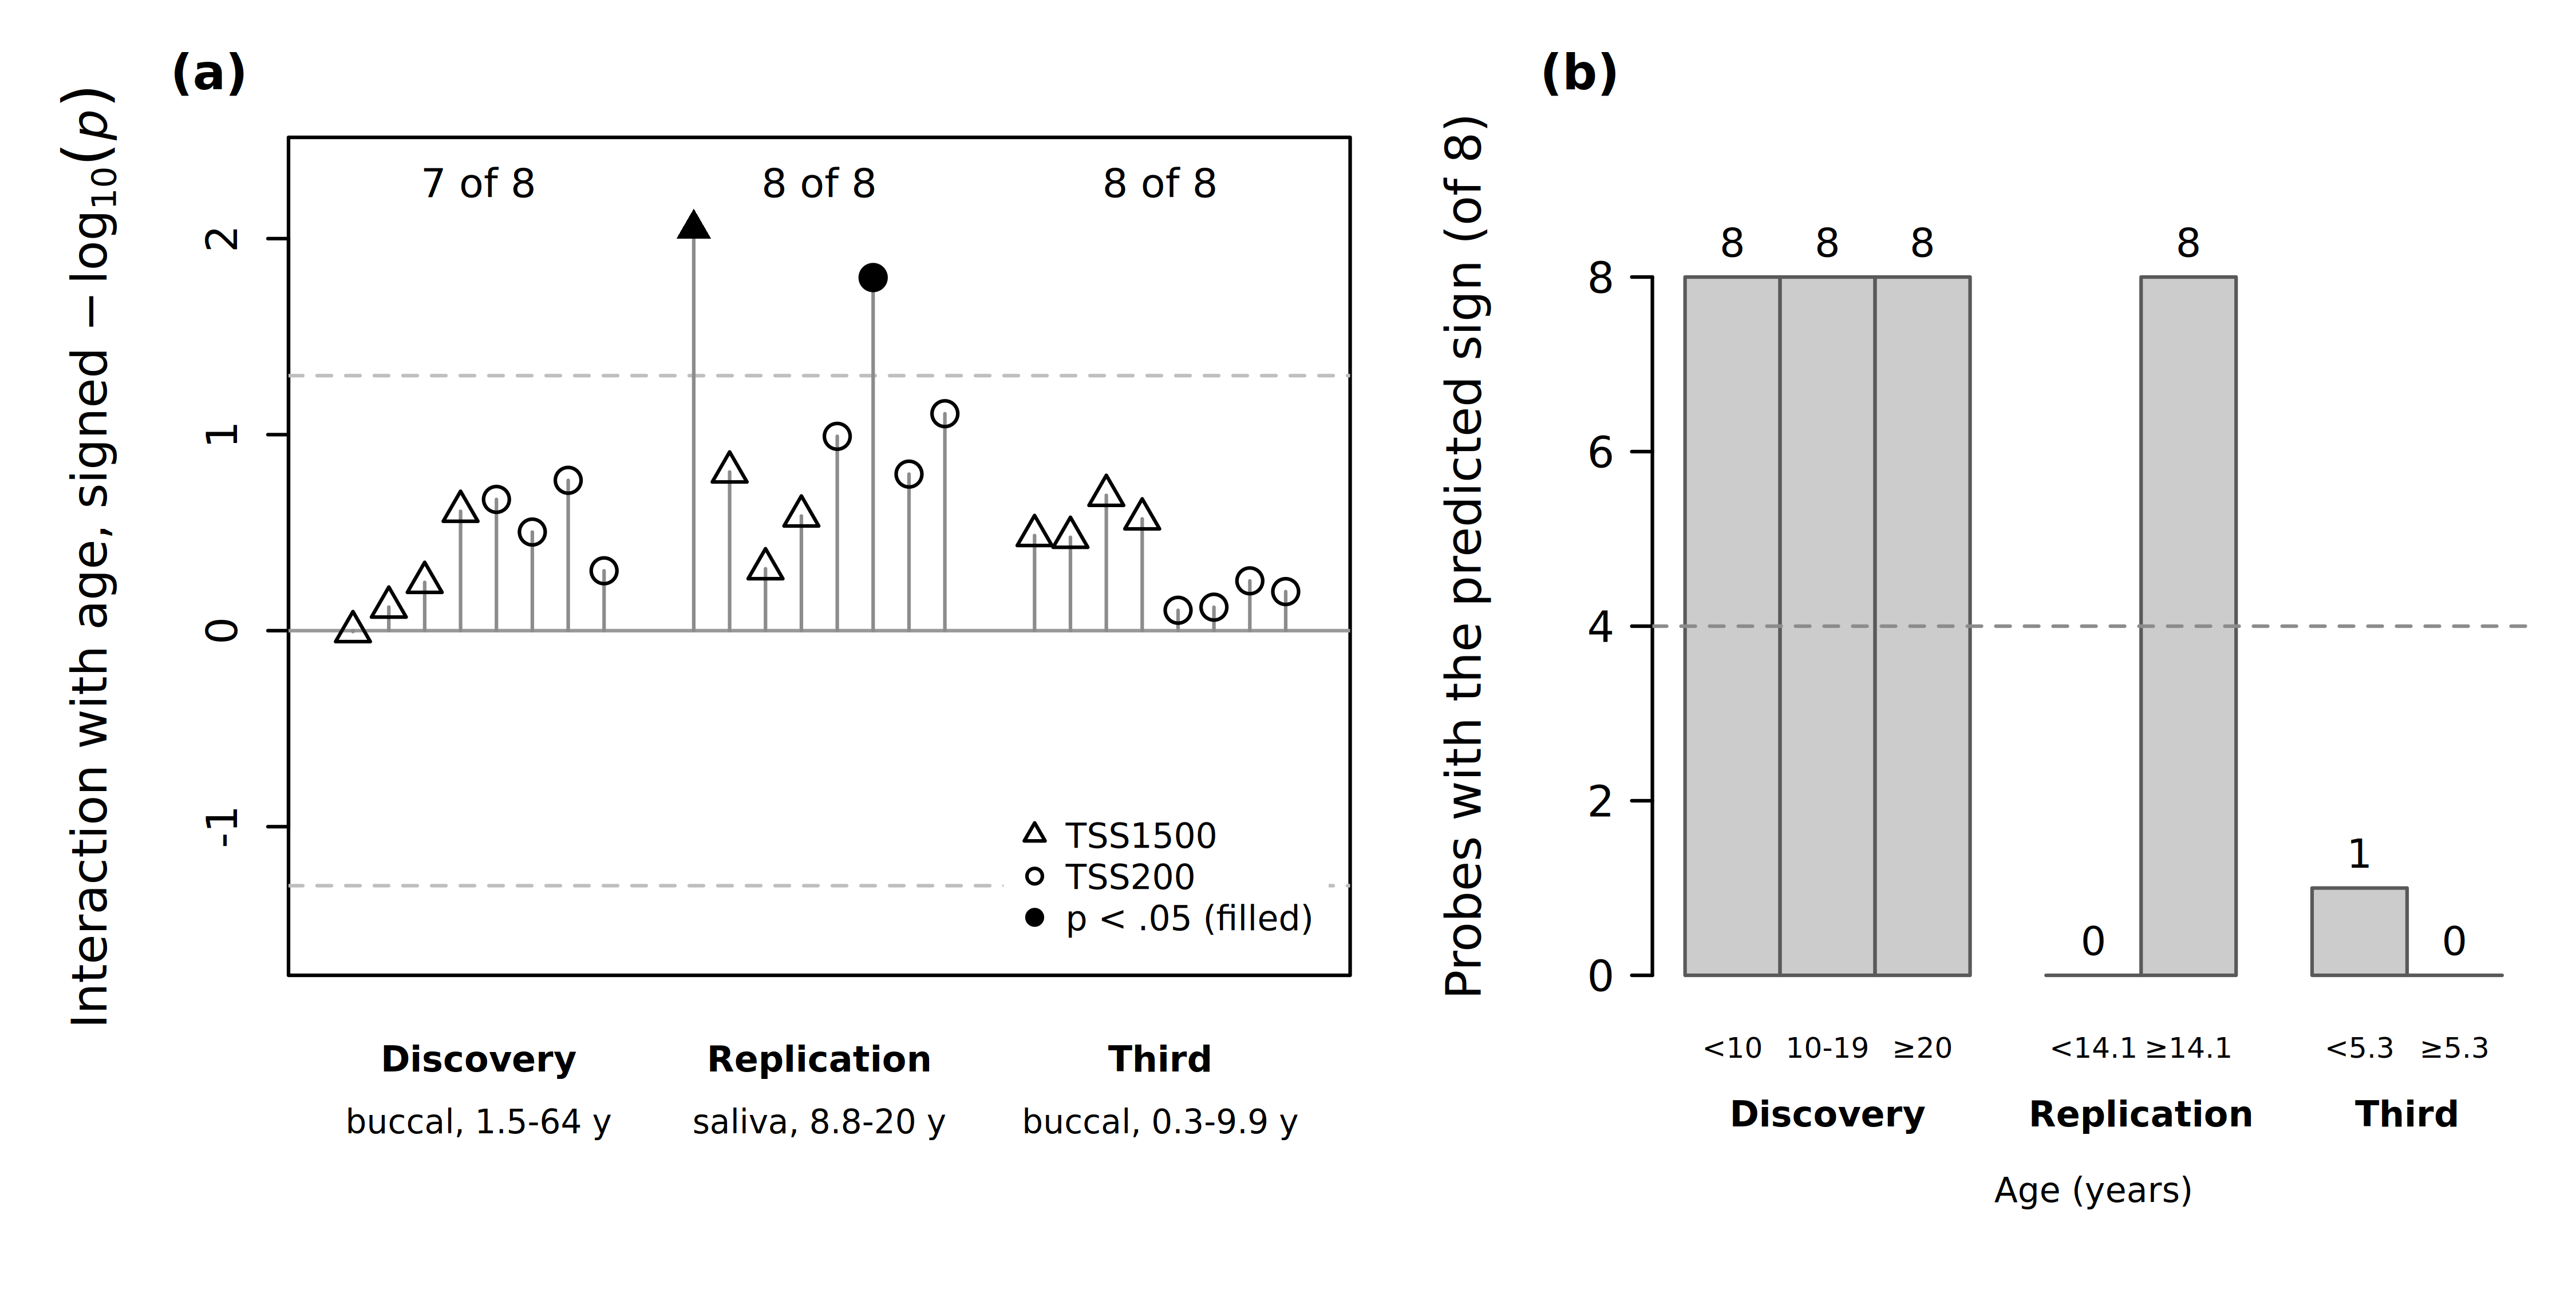 (a)
Interaction with age, signed −log10(p)
2
1
0
-1
7 of 8
8 of 8
8 of 8
TSS1500
TSS200
p < .05 (filled)
Discovery
buccal, 1.5-64 y
Replication
saliva, 8.8-20 y
Third
buccal, 0.3-9.9 y
(b)
Probes with the predicted sign (of 8)
8
6
4
2
0
8 8 8 0 8 1 0
<10 10-19 ≥20 <14.1 ≥14.1 <5.3 ≥5.3
Discovery Replication Third
Age (years)